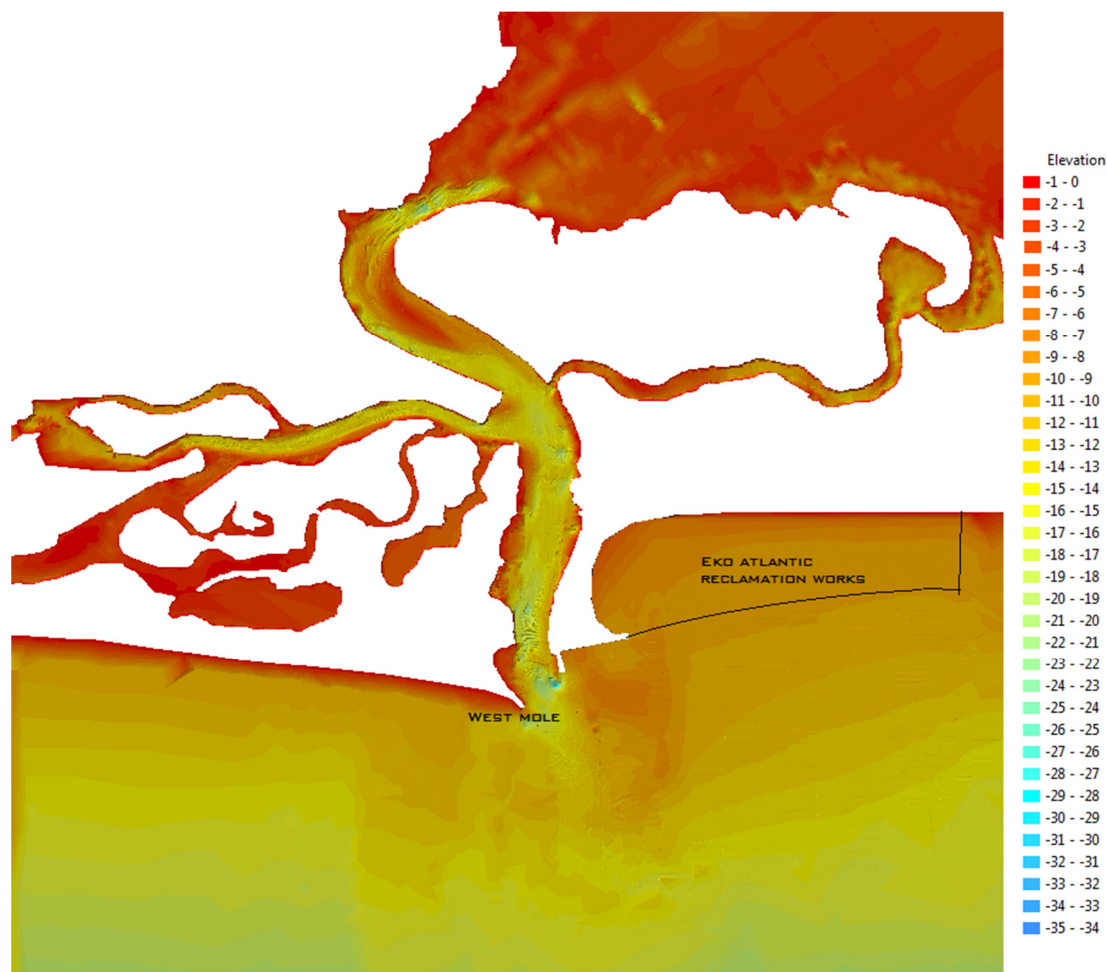 Elevation
-1 - 0
-2 - -1
-3 - -2
-4 - -3
-5 - -4
-6 - -5
-7 - -6
-8 - -7
-9 - -8
-10 - -9
-11 - -10
-12 - -11
-13 - -12
-14 - -13
-15 - -14
-16 - -15
-17 - -16
-18 - -17
-19 - -18
-20 - -19
-21 - -20
-22 - -21
-23 - -22
-24 - -23
-25 - -24
-26 - -25
-27 - -26
-28 - -27
-29 - -28
-30 - -29
-31 - -30
-32 - -31
-33 - -32
-34 - -33
-35 - -34
EKO ATLANTIC
RECLAMATION WORKS
WEST MOLE